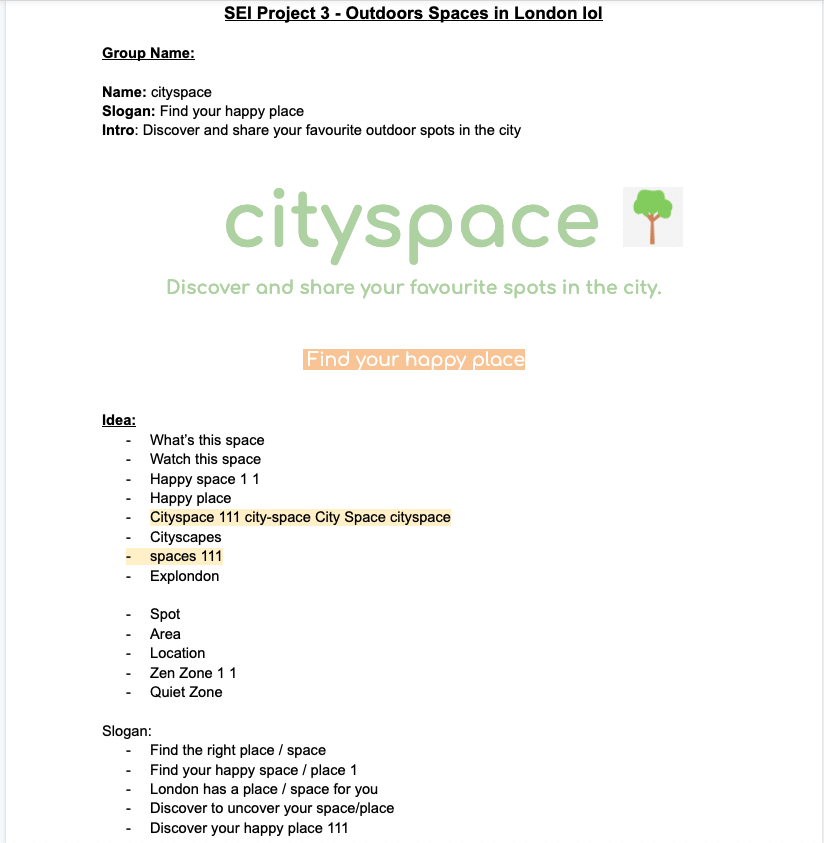 SEI Project 3 - Outdoors Spaces in London lol
Group Name:
Name: cityspace
Slogan: Find your happy place
Intro: Discover and share your favourite outdoor spots in the city
cityspace
Discover and share your favourite spots in the city.
Find your happy place
Idea:
- What's this space
- Watch this space
- Happy space 1 1
- Happy place
- Cityspace 111 city-space City Space cityspace
- Cityscapes
- spaces 111
- Explondon
- Spot
- Area
- Location
- Zen Zone 1 1
- Quiet Zone
Slogan:
- Find the right place / space
- Find your happy space / place 1
- London has a place / space for you
- Discover to uncover your space/place
- Discover your happy place 111